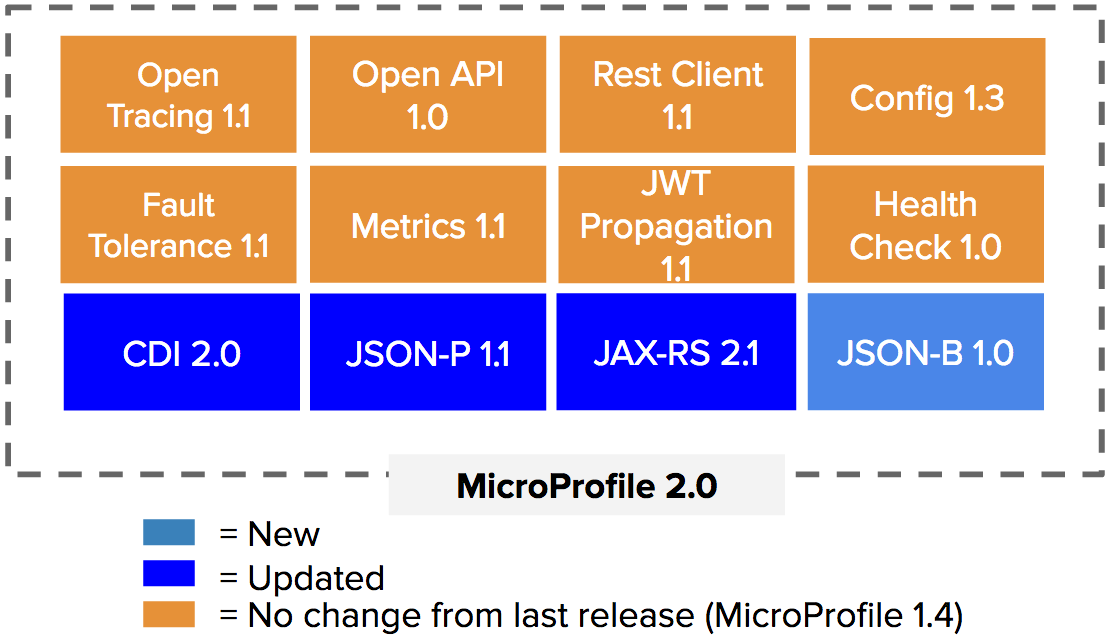 Open
Tracing 1.1
Open API
1.0
Rest Client
1.1
Config 1.3
Fault
Tolerance 1.1
Metrics 1.1
JWT
Propagation
1.1
Health
Check 1.0
CDI 2.0
JSON-P 1.1
JAX-RS 2.1
JSON-B 1.0
MicroProfile 2.0
= New
= Updated
= No change from last release (MicroProfile 1.4)